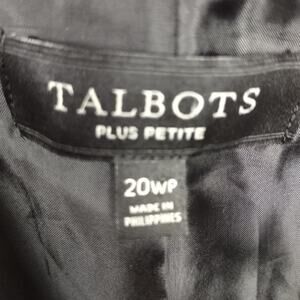 TALBOTS
PLUS PETITE
20WP
MADE IN
PHILIPPINES